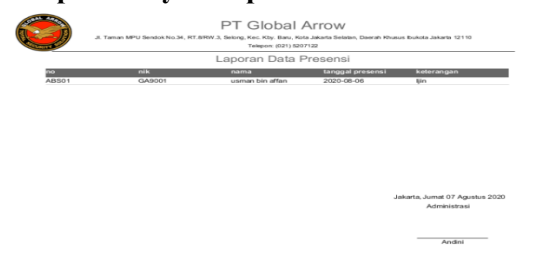 PT Global Arrow
Jl. Taman MPU Sendok No.34, RT.5/RW.3, Selong, Kec. Kby. Baru, Kota Jakarta Selatan, Daerah Khusus Ibukota Jakarta 12110
Telepon: (021) 5207122
Laporan Data Presensi
no nik nama tanggal presensi keterangan
ABS01 GA9001 usman bin affan 2020-08-06 Ijin
Jakarta, Jumat 07 Agustus 2020
Administrasi
Andini